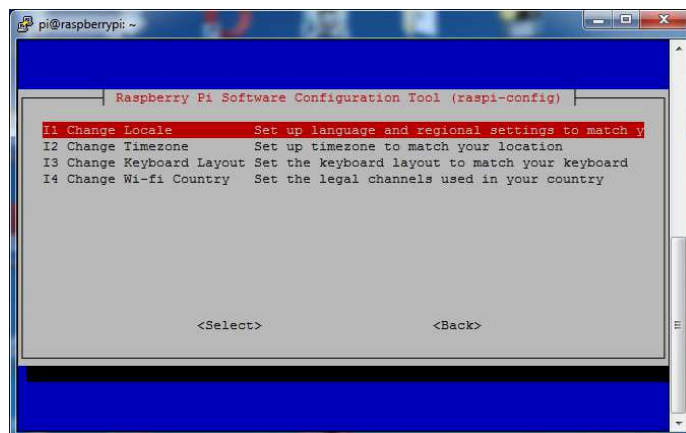 pi@raspberrypi: ~
Raspberry Pi Software Configuration Tool (raspi-config)
I1 Change Locale Set up language and regional settings to match y
I2 Change Timezone Set up timezone to match your location
I3 Change Keyboard Layout Set the keyboard layout to match your keyboard
I4 Change Wi-fi Country Set the legal channels used in your country
<Select> <Back>